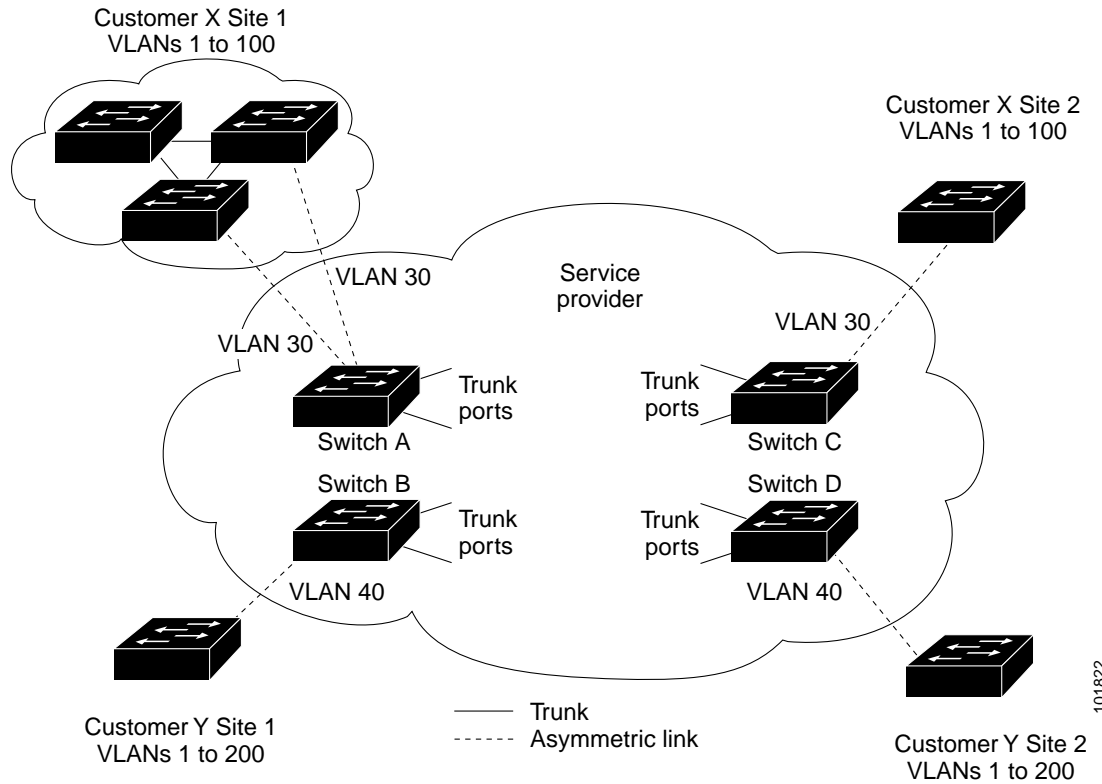 Customer X Site 1
VLANs 1 to 100
Customer X Site 2
VLANs 1 to 100
VLAN 30
Service
provider
VLAN 30
VLAN 30
Trunk
ports
Trunk
ports
Switch A
Switch C
Switch B
Switch D
Trunk
ports
Trunk
ports
VLAN 40
VLAN 40
Customer Y Site 1
VLANs 1 to 200
Trunk
Asymmetric link
Customer Y Site 2
VLANs 1 to 200
101822